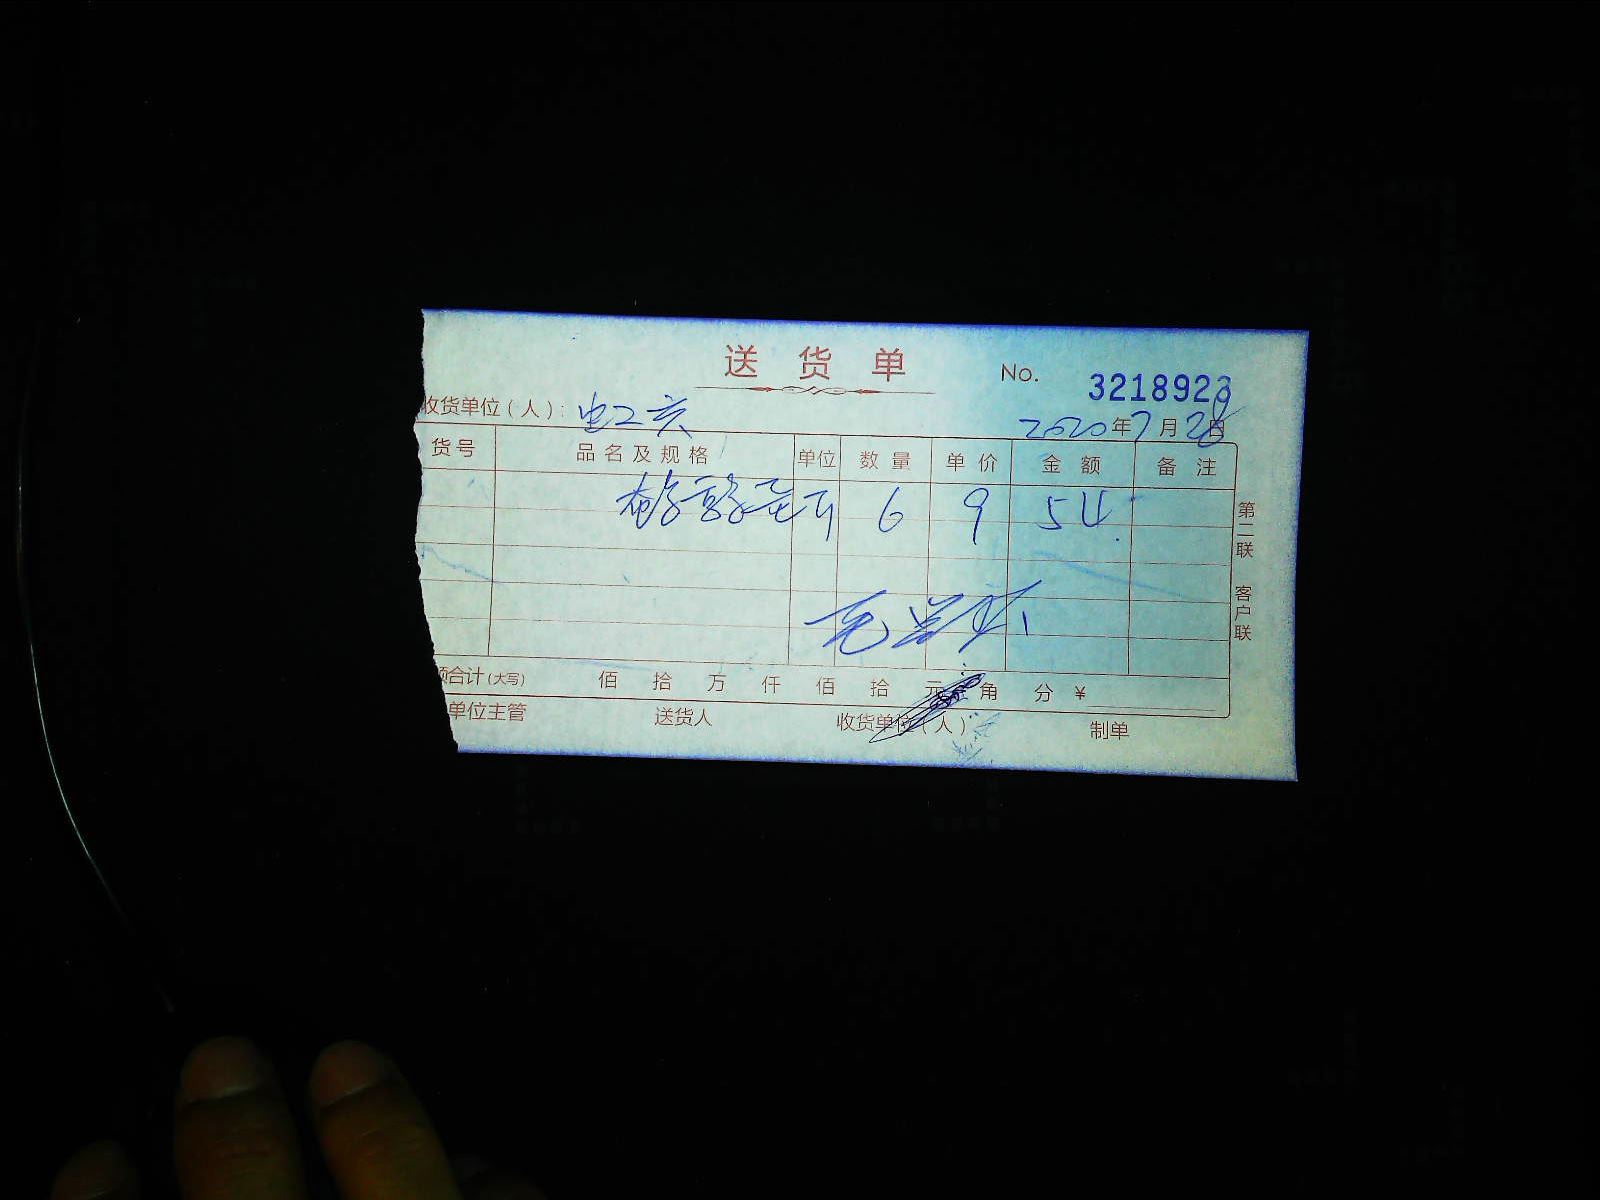 送货单
No. 3218923
收货单位(人):
2020年7月28日
货号 品名及规格 单位 数量 单价 金额 备注
6 9 54
第二联 客户联
额合计(大写) 佰 拾 万 仟 佰 拾 元 角 分 ¥
单位主管 送货人 收货单位(人) 制单